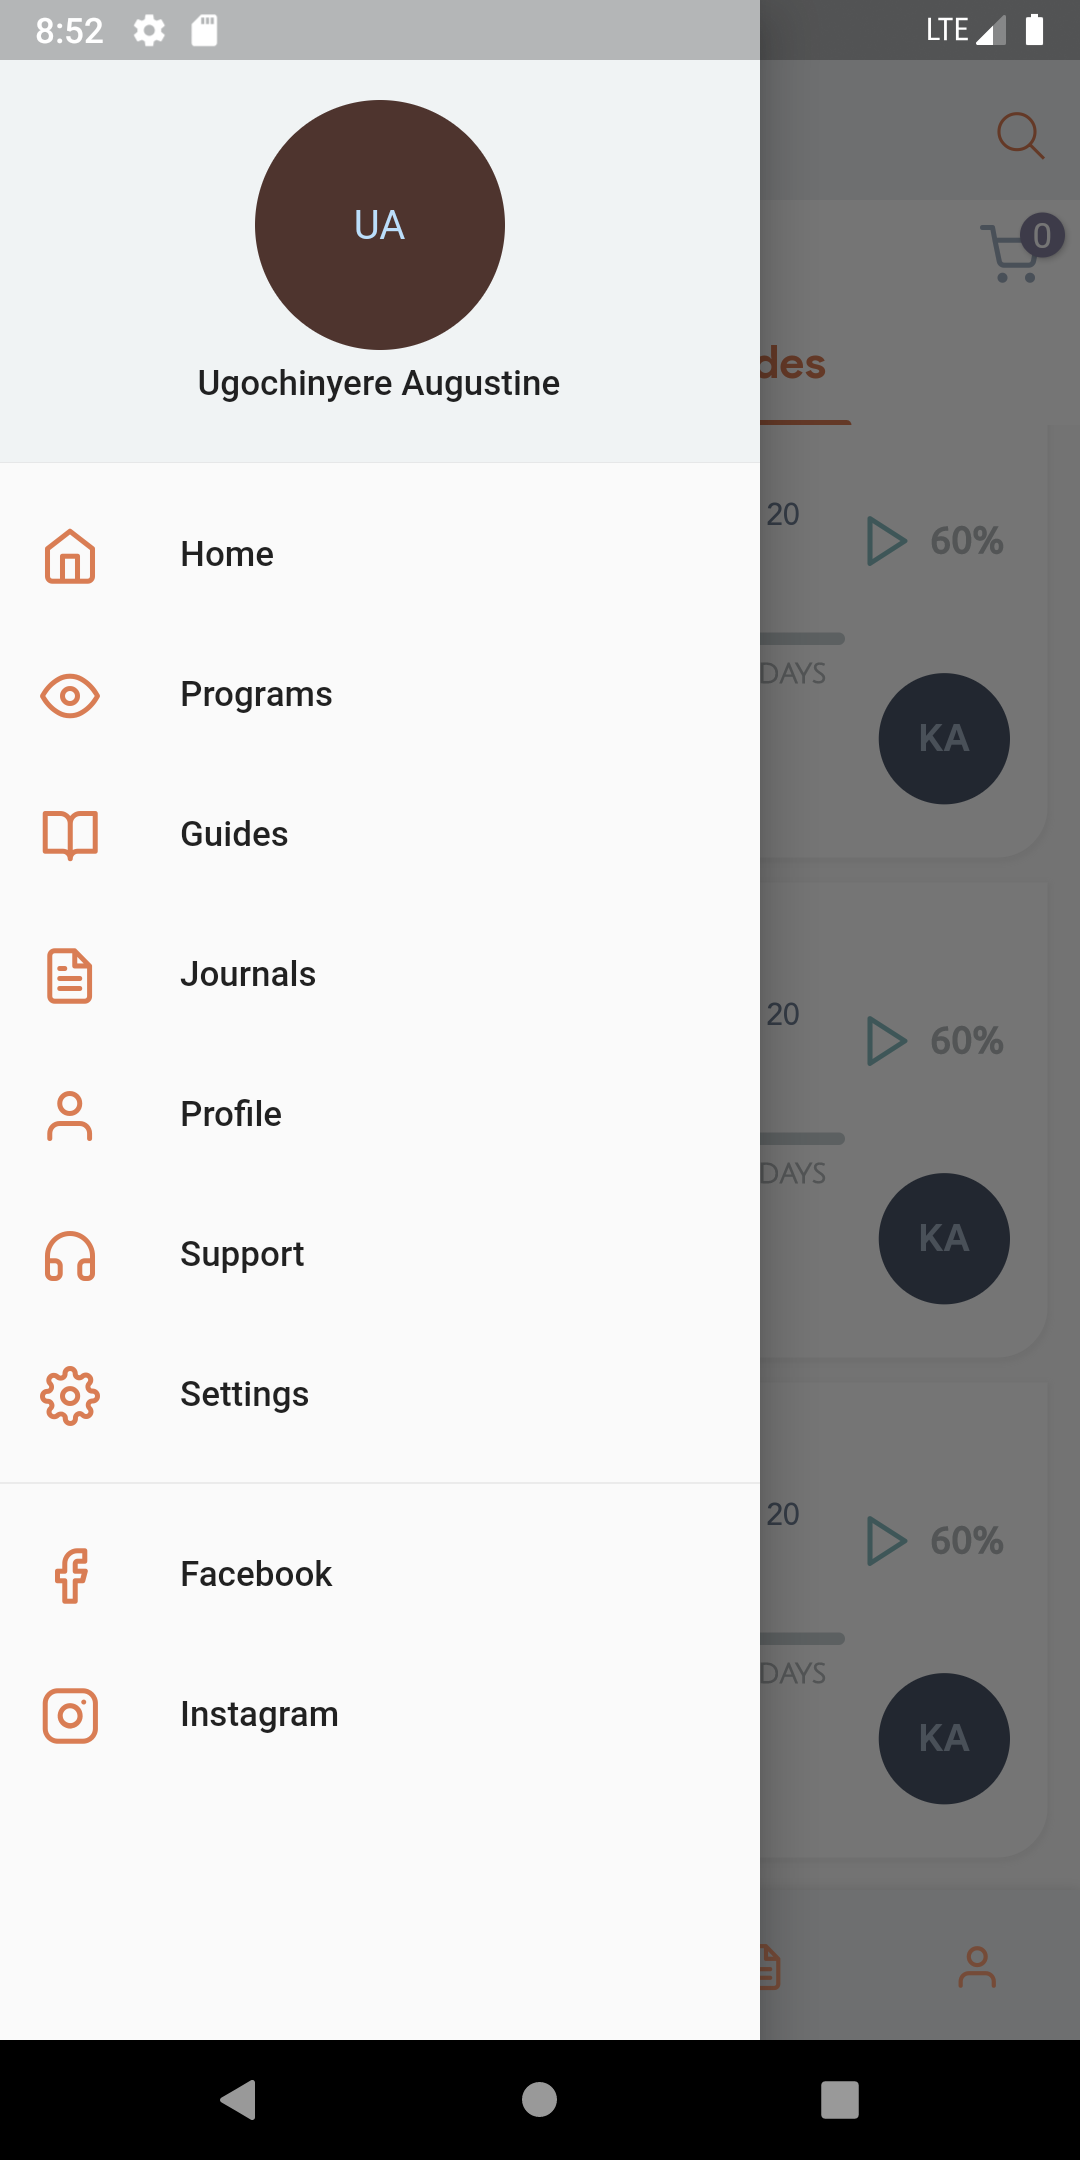 8:52
LTE
0
UA
Ugochinyere Augustine
des
Home
20
60%
Programs
DAYS
KA
Guides
Journals
20
60%
Profile
DAYS
Support
KA
Settings
20
60%
Facebook
DAYS
Instagram
KA